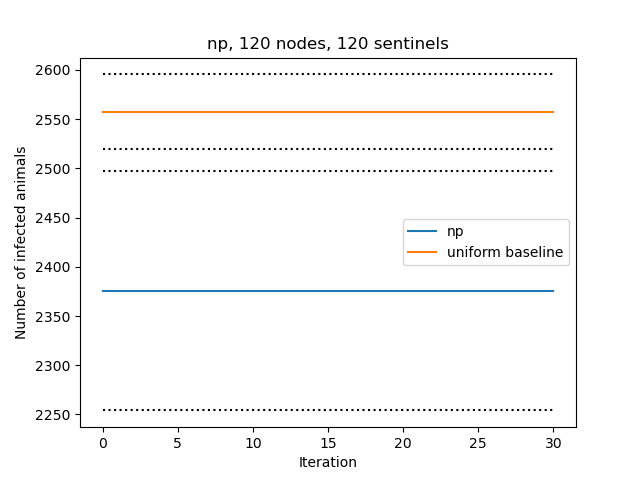 np, 120 nodes, 120 sentinels
2600
2550
2500
2450
2400
2350
2300
2250
Number of infected animals
np
uniform baseline
0 5 10 15 20 25 30
Iteration